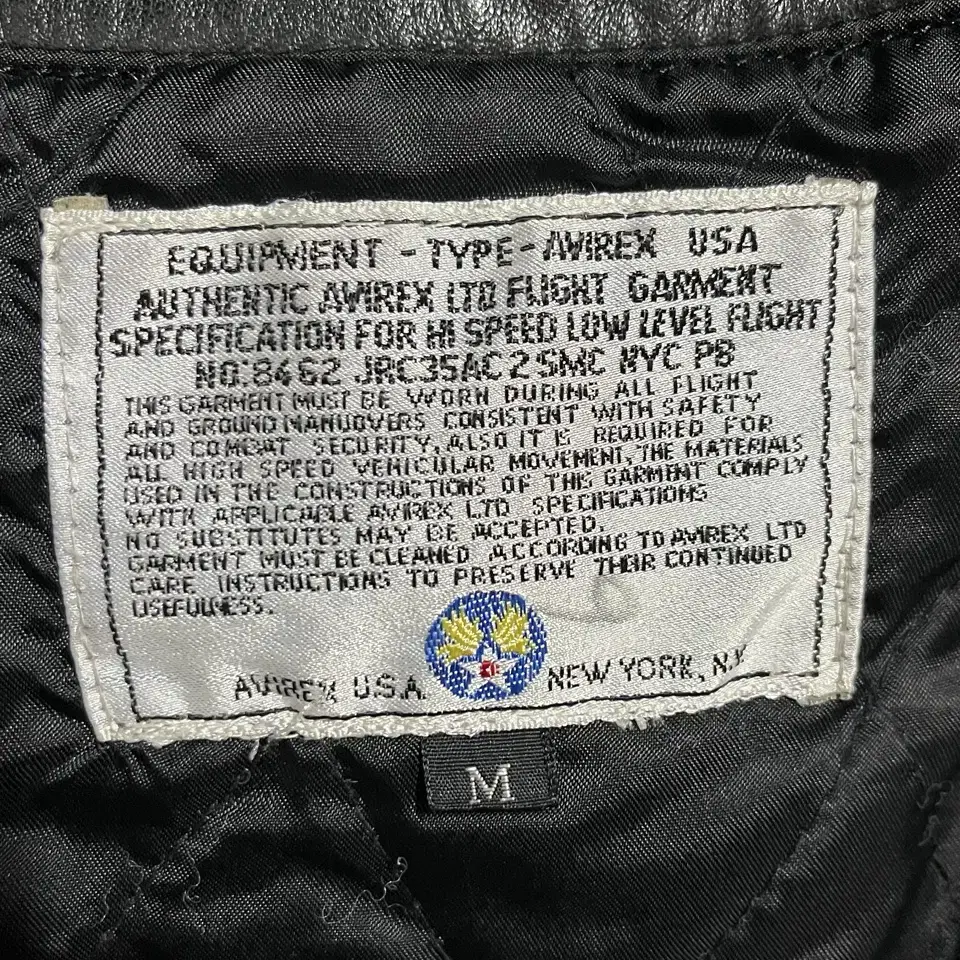 EQUIPMENT - TYPE - AVIREX USA
AUTHENTIC AVIREX LTD FLIGHT GARMENT
SPECIFICATION FOR HI SPEED LOW LEVEL FLIGHT
NO.8462 JRC35AC2SMC NYC PB
THIS GARMENT MUST BE WORN DURING ALL FLIGHT
AND GROUND MANUOVERS CONSISTENT WITH SAFETY
AND COMBAT SECURITY, ALSO IT IS REQUIRED FOR
ALL HIGH SPEED VEHICULAR MOVEMENT, THE MATERIALS
USED IN THE CONSTRUCTIONS OF THIS GARMENT COMPLY
WITH APPLICABLE AVIREX LTD SPECIFICATIONS
NO SUBSTITUTES MAY BE ACCEPTED.
GARMENT MUST BE CLEANED ACCORDING TO AVIREX LTD
CARE INSTRUCTIONS TO PRESERVE THEIR CONTINUED
USEFULNESS.
AVIREX U.S.A. NEW YORK, N.Y
M